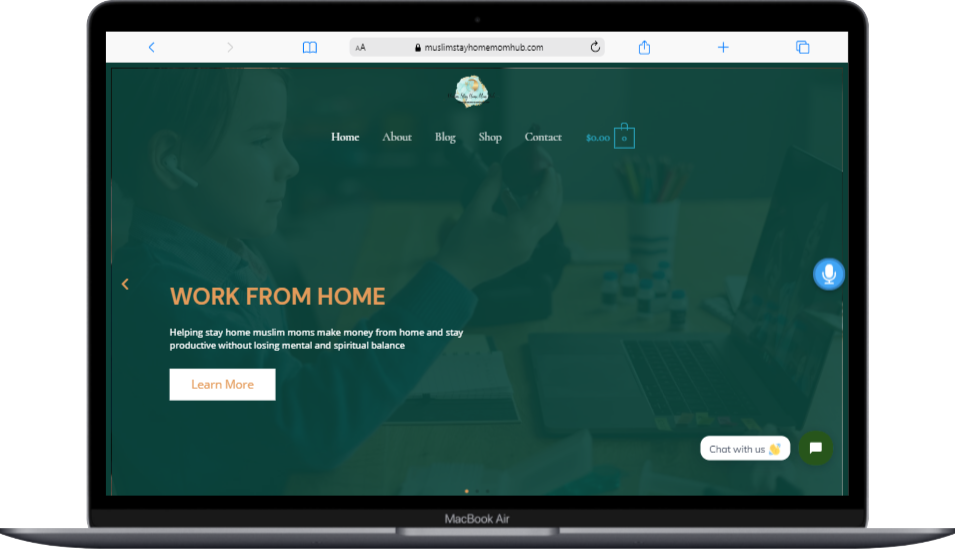 AA muslimstayhomemomhub.com
Home About Blog Shop Contact $0.00 0
WORK FROM HOME
Helping stay home muslim moms make money from home and stay
productive without losing mental and spiritual balance
Learn More
Chat with us 👋
MacBook Air